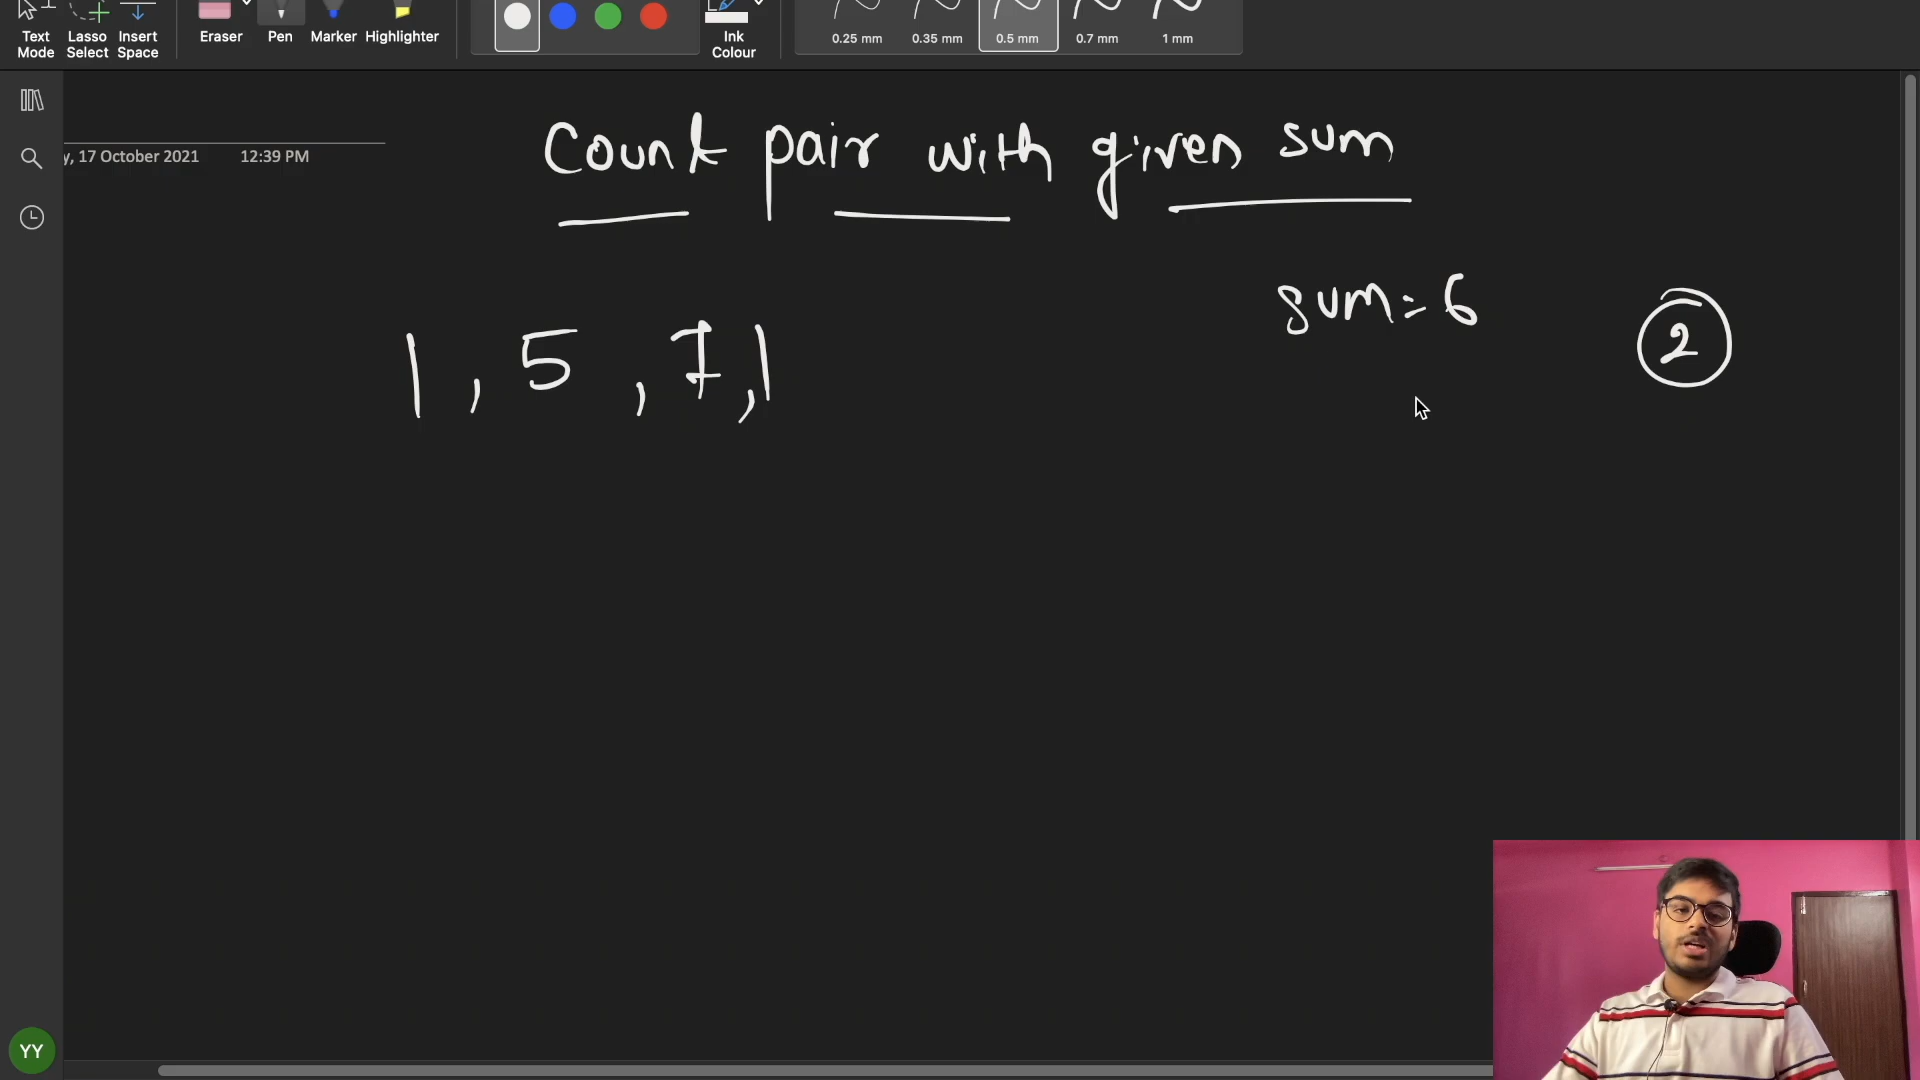 Text Mode
Lasso Select
Insert Space
Eraser
Pen
Marker
Highlighter
Ink Colour
0.25 mm
0.35 mm
0.5 mm
0.7 mm
1 mm
y, 17 October 2021 12:39 PM
Count pair with given sum
sum = 6
2
1 , 5 , 7 , 1
YY